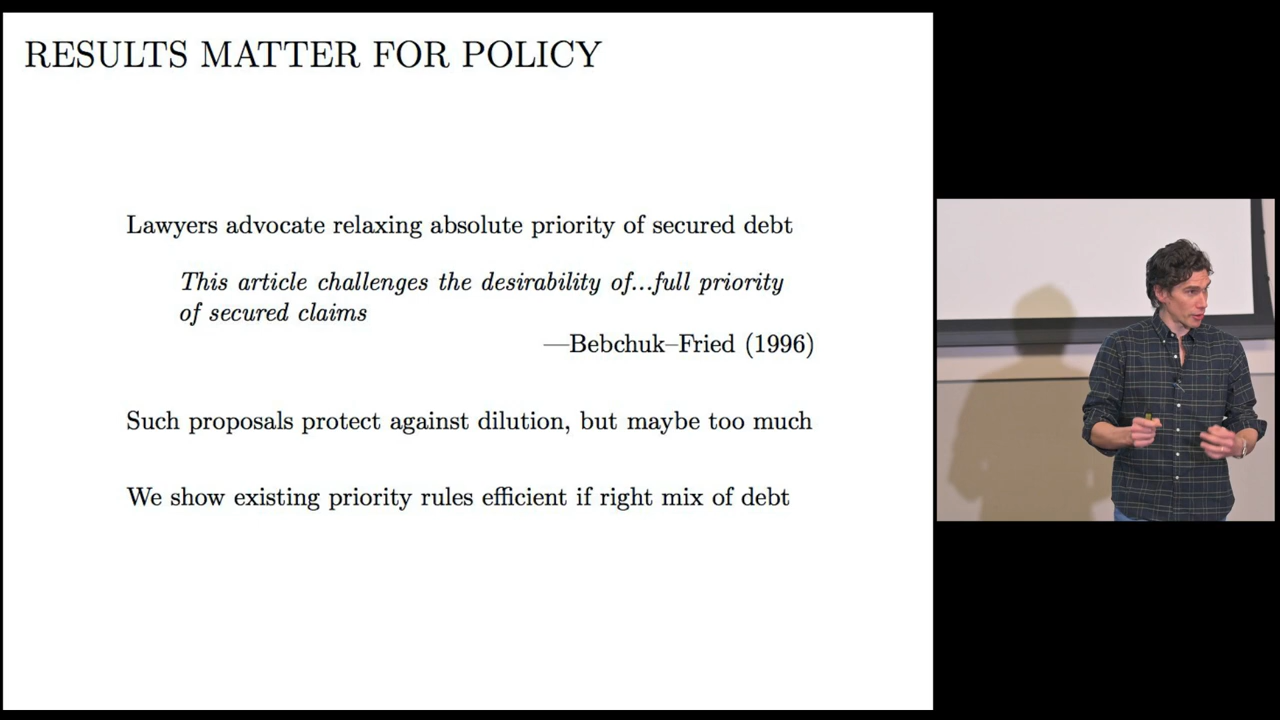 RESULTS MATTER FOR POLICY
Lawyers advocate relaxing absolute priority of secured debt
This article challenges the desirability of...full priority
of secured claims
—Bebchuk–Fried (1996)
Such proposals protect against dilution, but maybe too much
We show existing priority rules efficient if right mix of debt